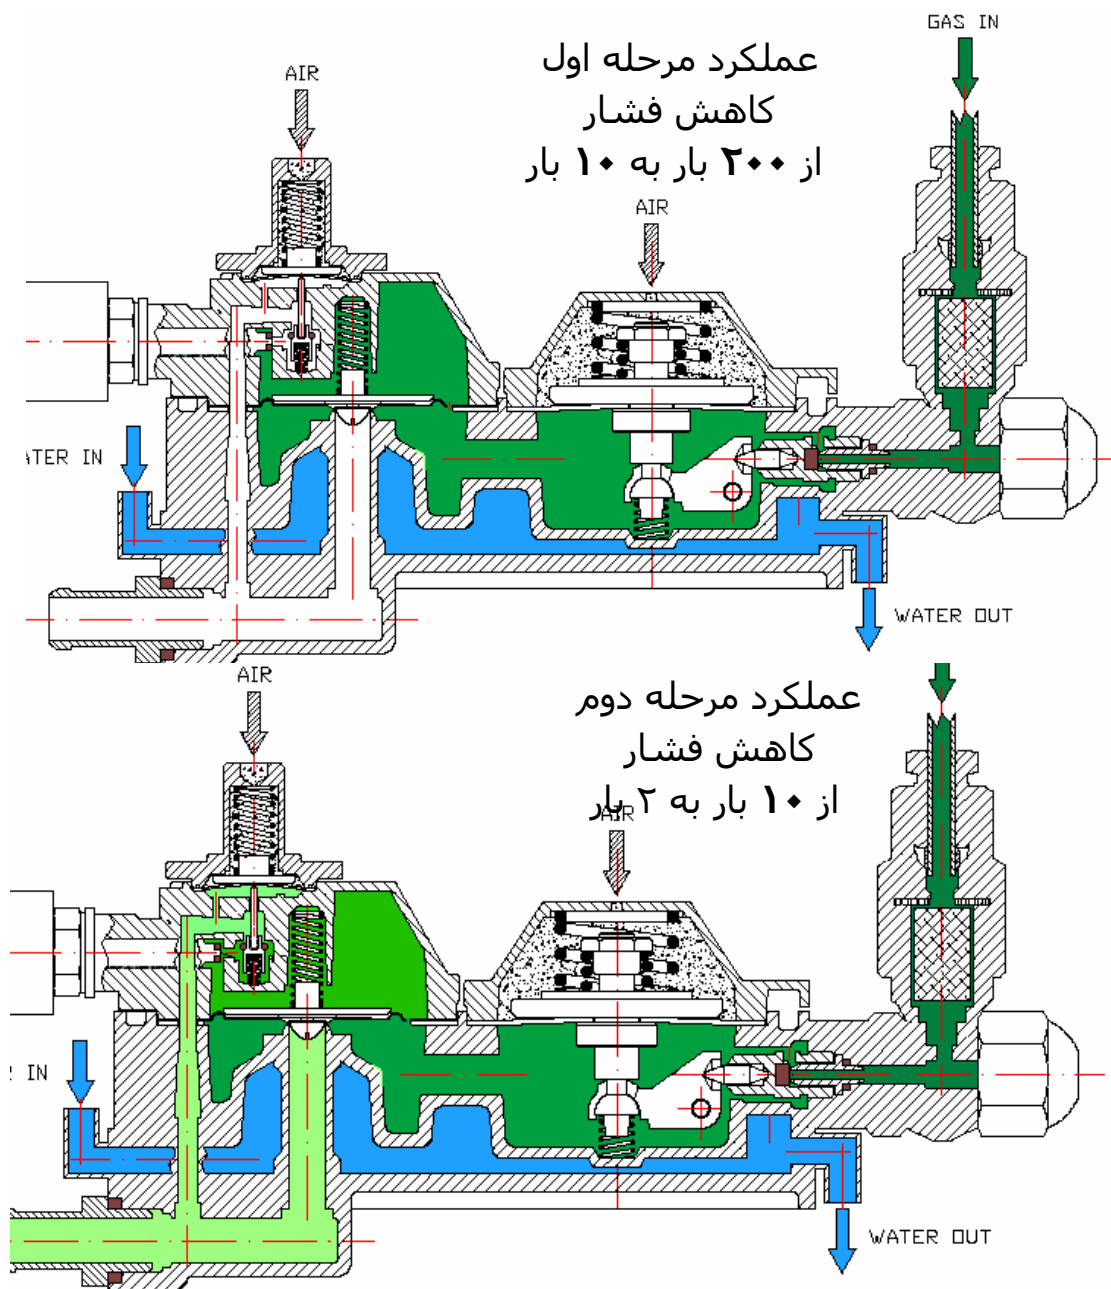 GAS IN
عملکرد مرحله اول
کاهش فشار
از ۲۰۰ بار به ۱۰ بار
AIR
AIR
ATER IN
WATER OUT
AIR
عملکرد مرحله دوم
کاهش فشار
از ۱۰ بار به ۲ بار
AIR
R IN
WATER OUT